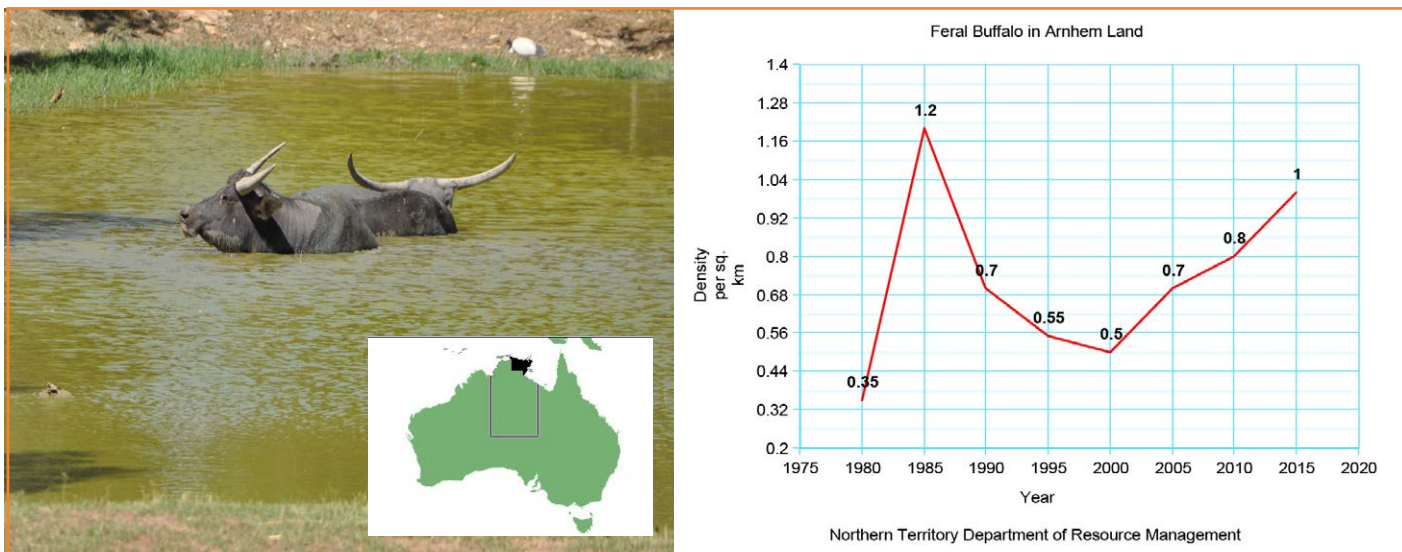 Feral Buffalo in Arnhem Land
1.4
1.28
1.16
1.04
0.92
0.8
0.68
0.56
0.44
0.32
0.2
Density
per sq.
km
0.35
1.2
0.7
0.55
0.5
0.7
0.8
1
1975 1980 1985 1990 1995 2000 2005 2010 2015 2020
Year
Northern Territory Department of Resource Management